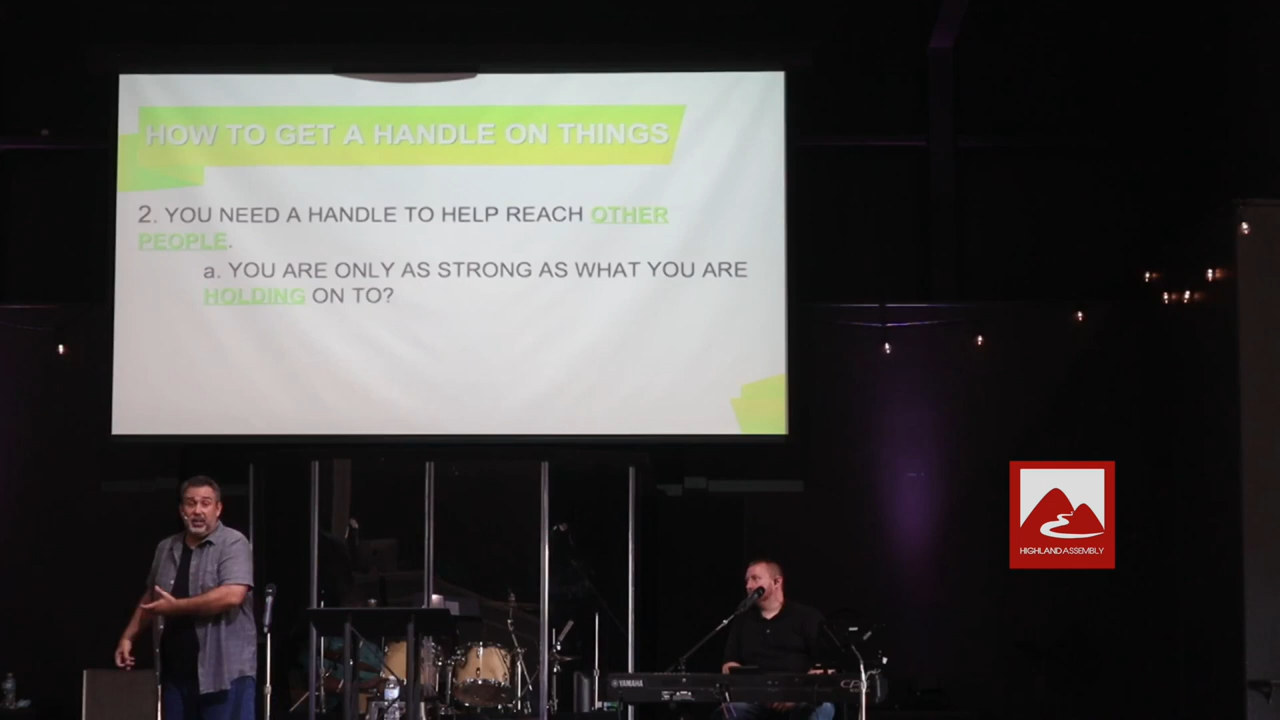 HOW TO GET A HANDLE ON THINGS
2. YOU NEED A HANDLE TO HELP REACH OTHER
PEOPLE.
a. YOU ARE ONLY AS STRONG AS WHAT YOU ARE
HOLDING ON TO?
HIGHLAND ASSEMBLY
YAMAHA